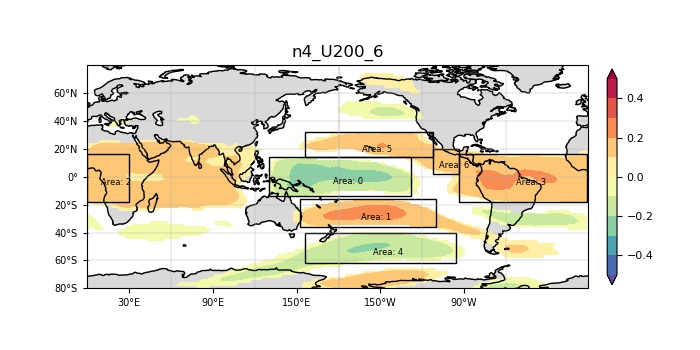 n4_U200_6
60°N
40°N
20°N
0°
20°S
40°S
60°S
80°S
30°E
90°E
150°E
150°W
90°W
Area: 5
Area: 6
Area: 2
Area: 0
Area: 3
Area: 1
Area: 4
0.4
0.2
0.0
−0.2
−0.4